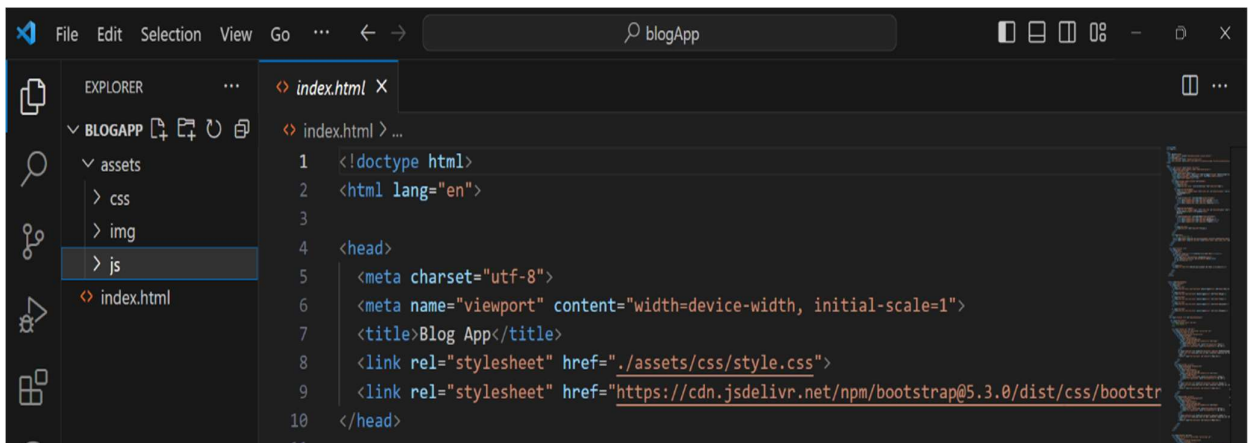 File Edit Selection View Go ··· blogApp
EXPLORER ···
BLOGAPP
assets
css
img
js
index.html
index.html
index.html > ...
1 <!doctype html>
2 <html lang="en">
3
4 <head>
5 <meta charset="utf-8">
6 <meta name="viewport" content="width=device-width, initial-scale=1">
7 <title>Blog App</title>
8 <link rel="stylesheet" href="./assets/css/style.css">
9 <link rel="stylesheet" href="https://cdn.jsdelivr.net/npm/bootstrap@5.3.0/dist/css/bootstr
10 </head>